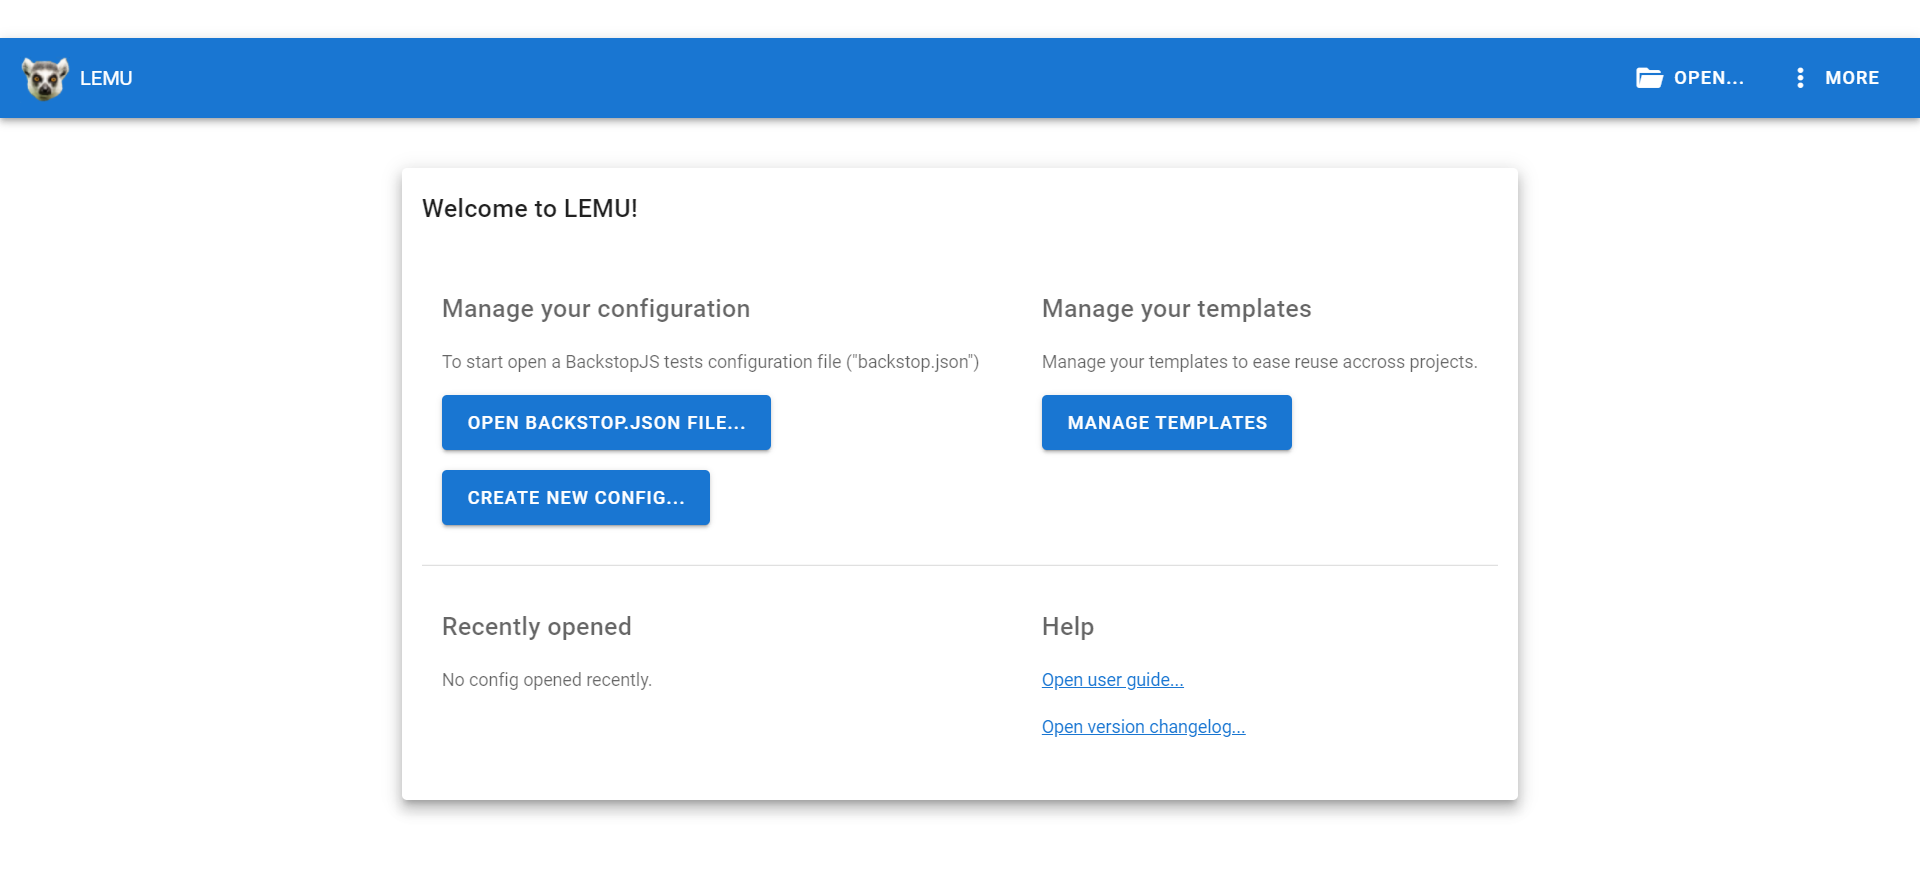 LEMU
OPEN...
MORE
Welcome to LEMU!
Manage your configuration
To start open a BackstopJS tests configuration file ("backstop.json")
OPEN BACKSTOP.JSON FILE...
CREATE NEW CONFIG...
Manage your templates
Manage your templates to ease reuse accross projects.
MANAGE TEMPLATES
Recently opened
No config opened recently.
Help
Open user guide...
Open version changelog...